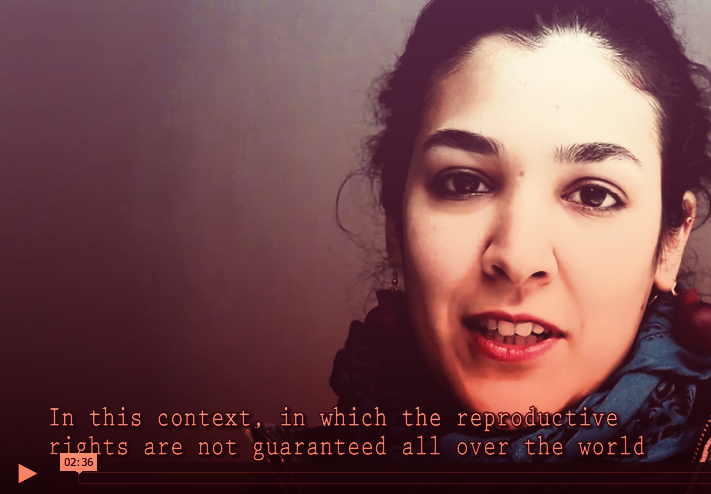 In this context, in which the reproductive
rights are not guaranteed all over the world
02:36